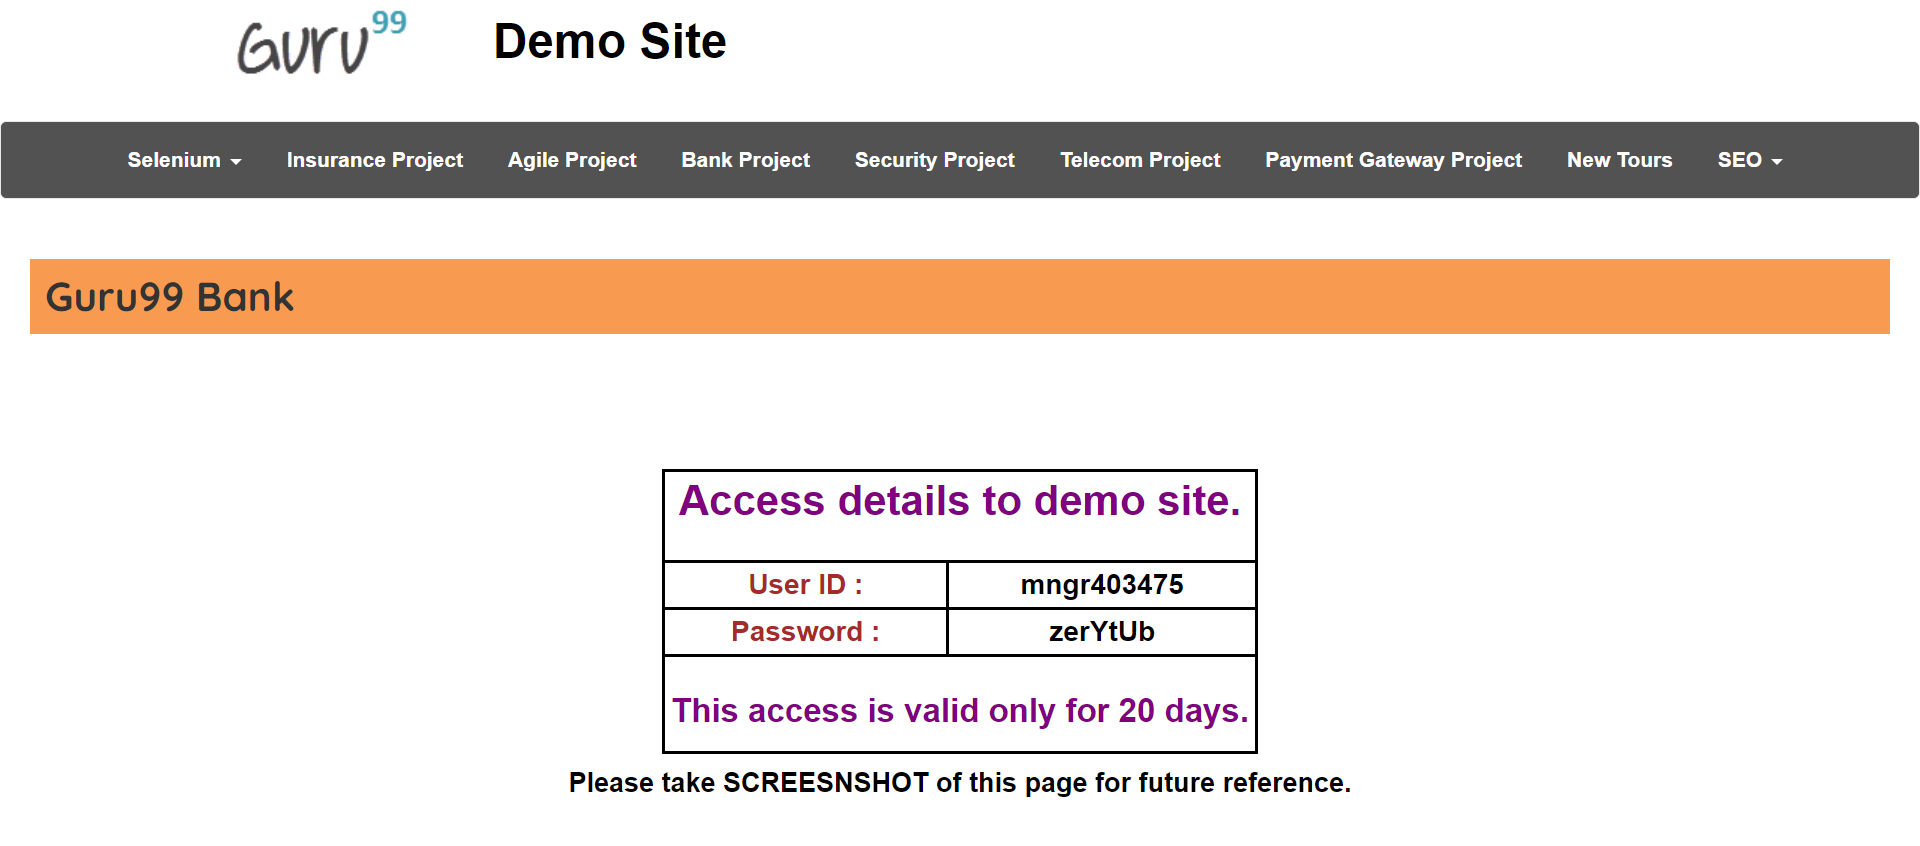 Guru99 Demo Site
Selenium Insurance Project Agile Project Bank Project Security Project Telecom Project Payment Gateway Project New Tours SEO
Guru99 Bank
Access details to demo site.
User ID : mngr403475
Password : zerYtUb
This access is valid only for 20 days.
Please take SCREESNSHOT of this page for future reference.